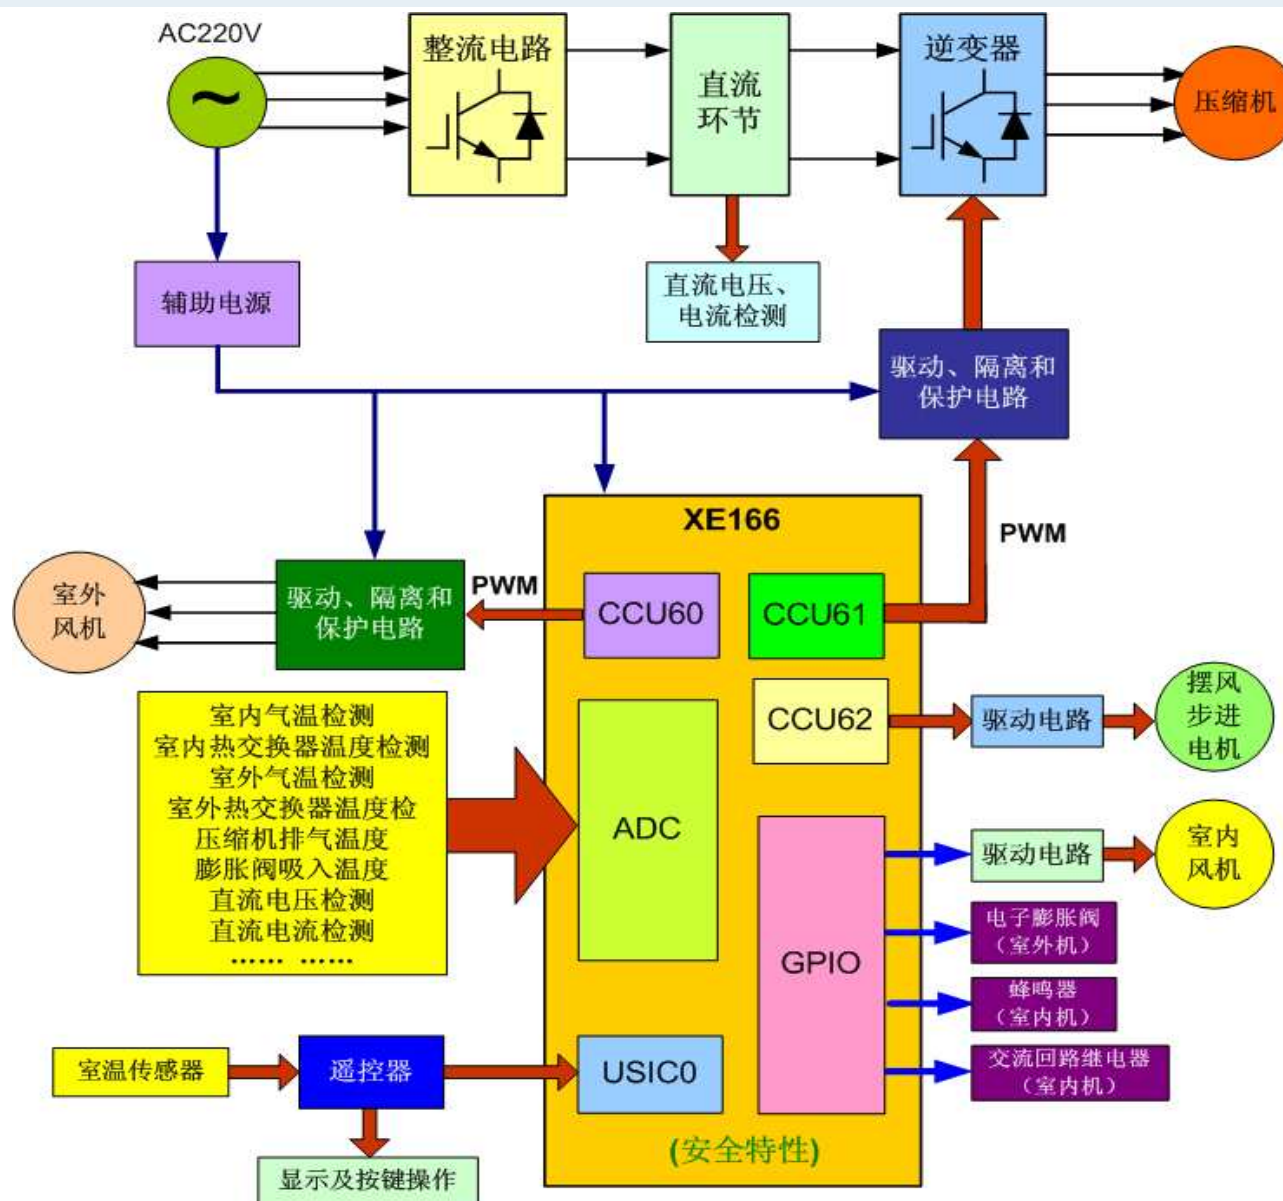 AC220V
整流电路
直流
环节
逆变器
压缩机
~
辅助电源
直流电压、
电流检测
驱动、隔离和
保护电路
XE166
PWM
PWM
室外
风机
驱动、隔离和
保护电路
CCU60
CCU61
CCU62
驱动电路
摆风
步进
电机
室内气温检测
室内热交换器温度检测
室外气温检测
室外热交换器温度检
压缩机排气温度
膨胀阀吸入温度
直流电压检测
直流电流检测
…… ……
ADC
GPIO
驱动电路
室内
风机
电子膨胀阀
（室外机）
蜂鸣器
（室内机）
交流回路继电器
（室内机）
室温传感器
遥控器
USIC0
(安全特性)
显示及按键操作